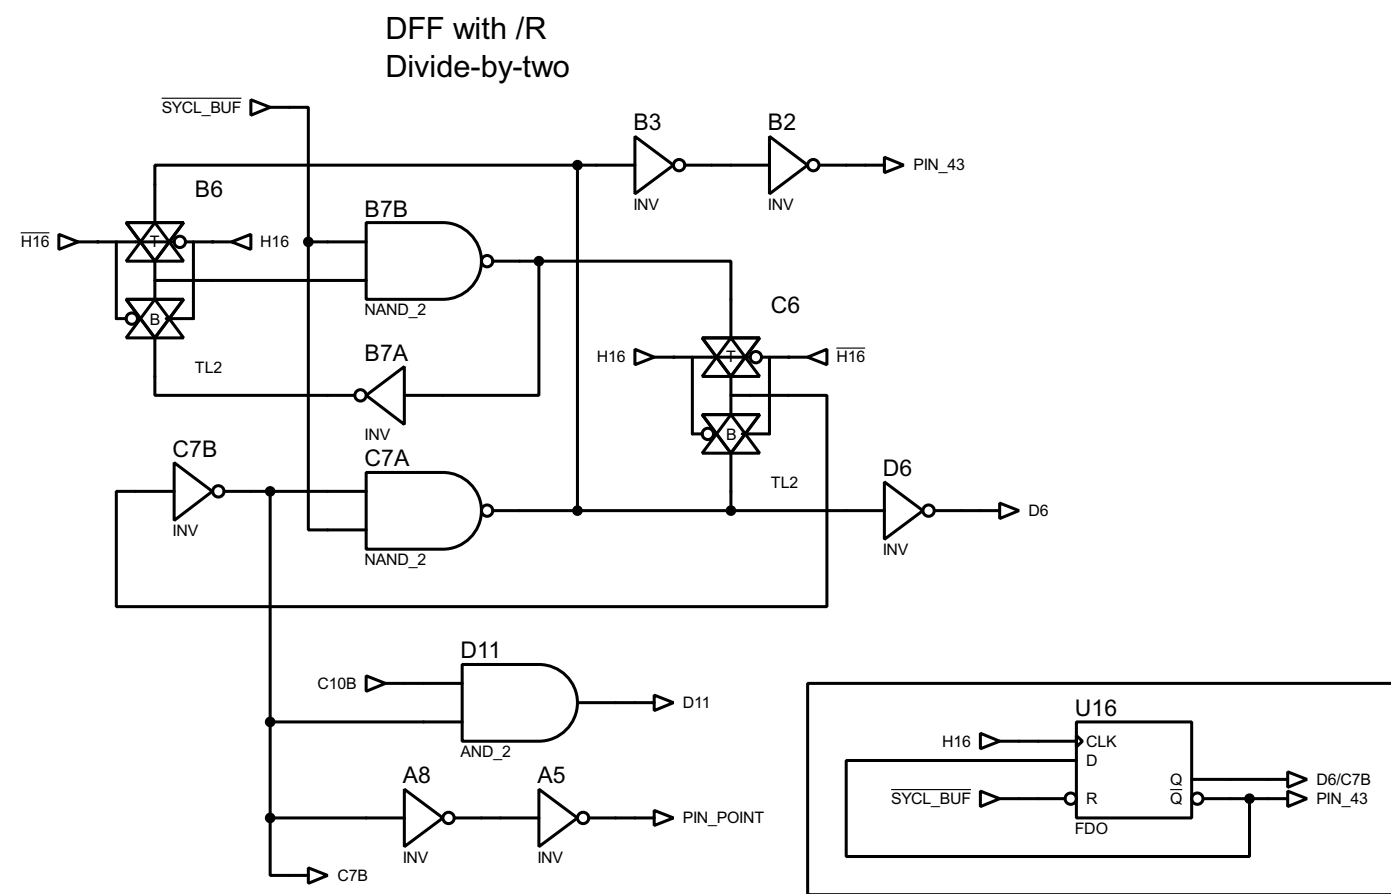 DFF with /R
Divide-by-two
SYCL_BUF
B3
B2
INV
INV
PIN_43
B6
H16
T
H16
B
TL2
B7B
NAND_2
B7A
INV
C6
H16
T
H16
B
TL2
C7B
INV
C7A
NAND_2
D6
INV
D6
D11
C10B
AND_2
D11
A8
A5
INV
INV
PIN_POINT
C7B
U16
H16
CLK
D
SYCL_BUF
R
Q
Q
D6/C7B
PIN_43
FDO